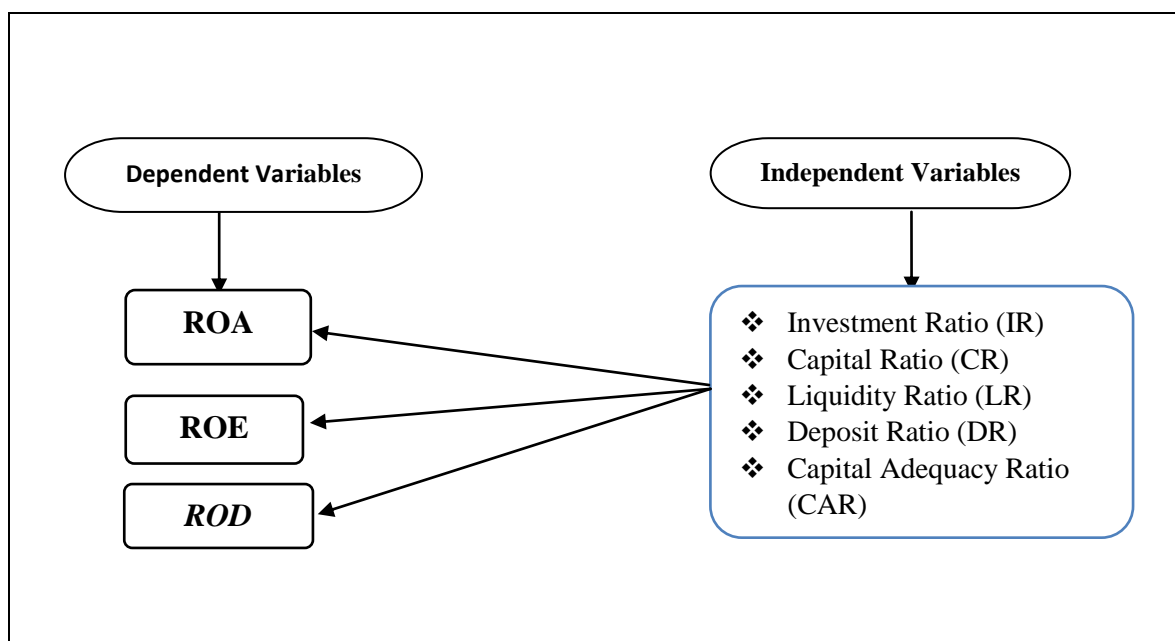 Dependent Variables
Independent Variables
ROA
ROE
ROD
❖ Investment Ratio (IR)
❖ Capital Ratio (CR)
❖ Liquidity Ratio (LR)
❖ Deposit Ratio (DR)
❖ Capital Adequacy Ratio
(CAR)